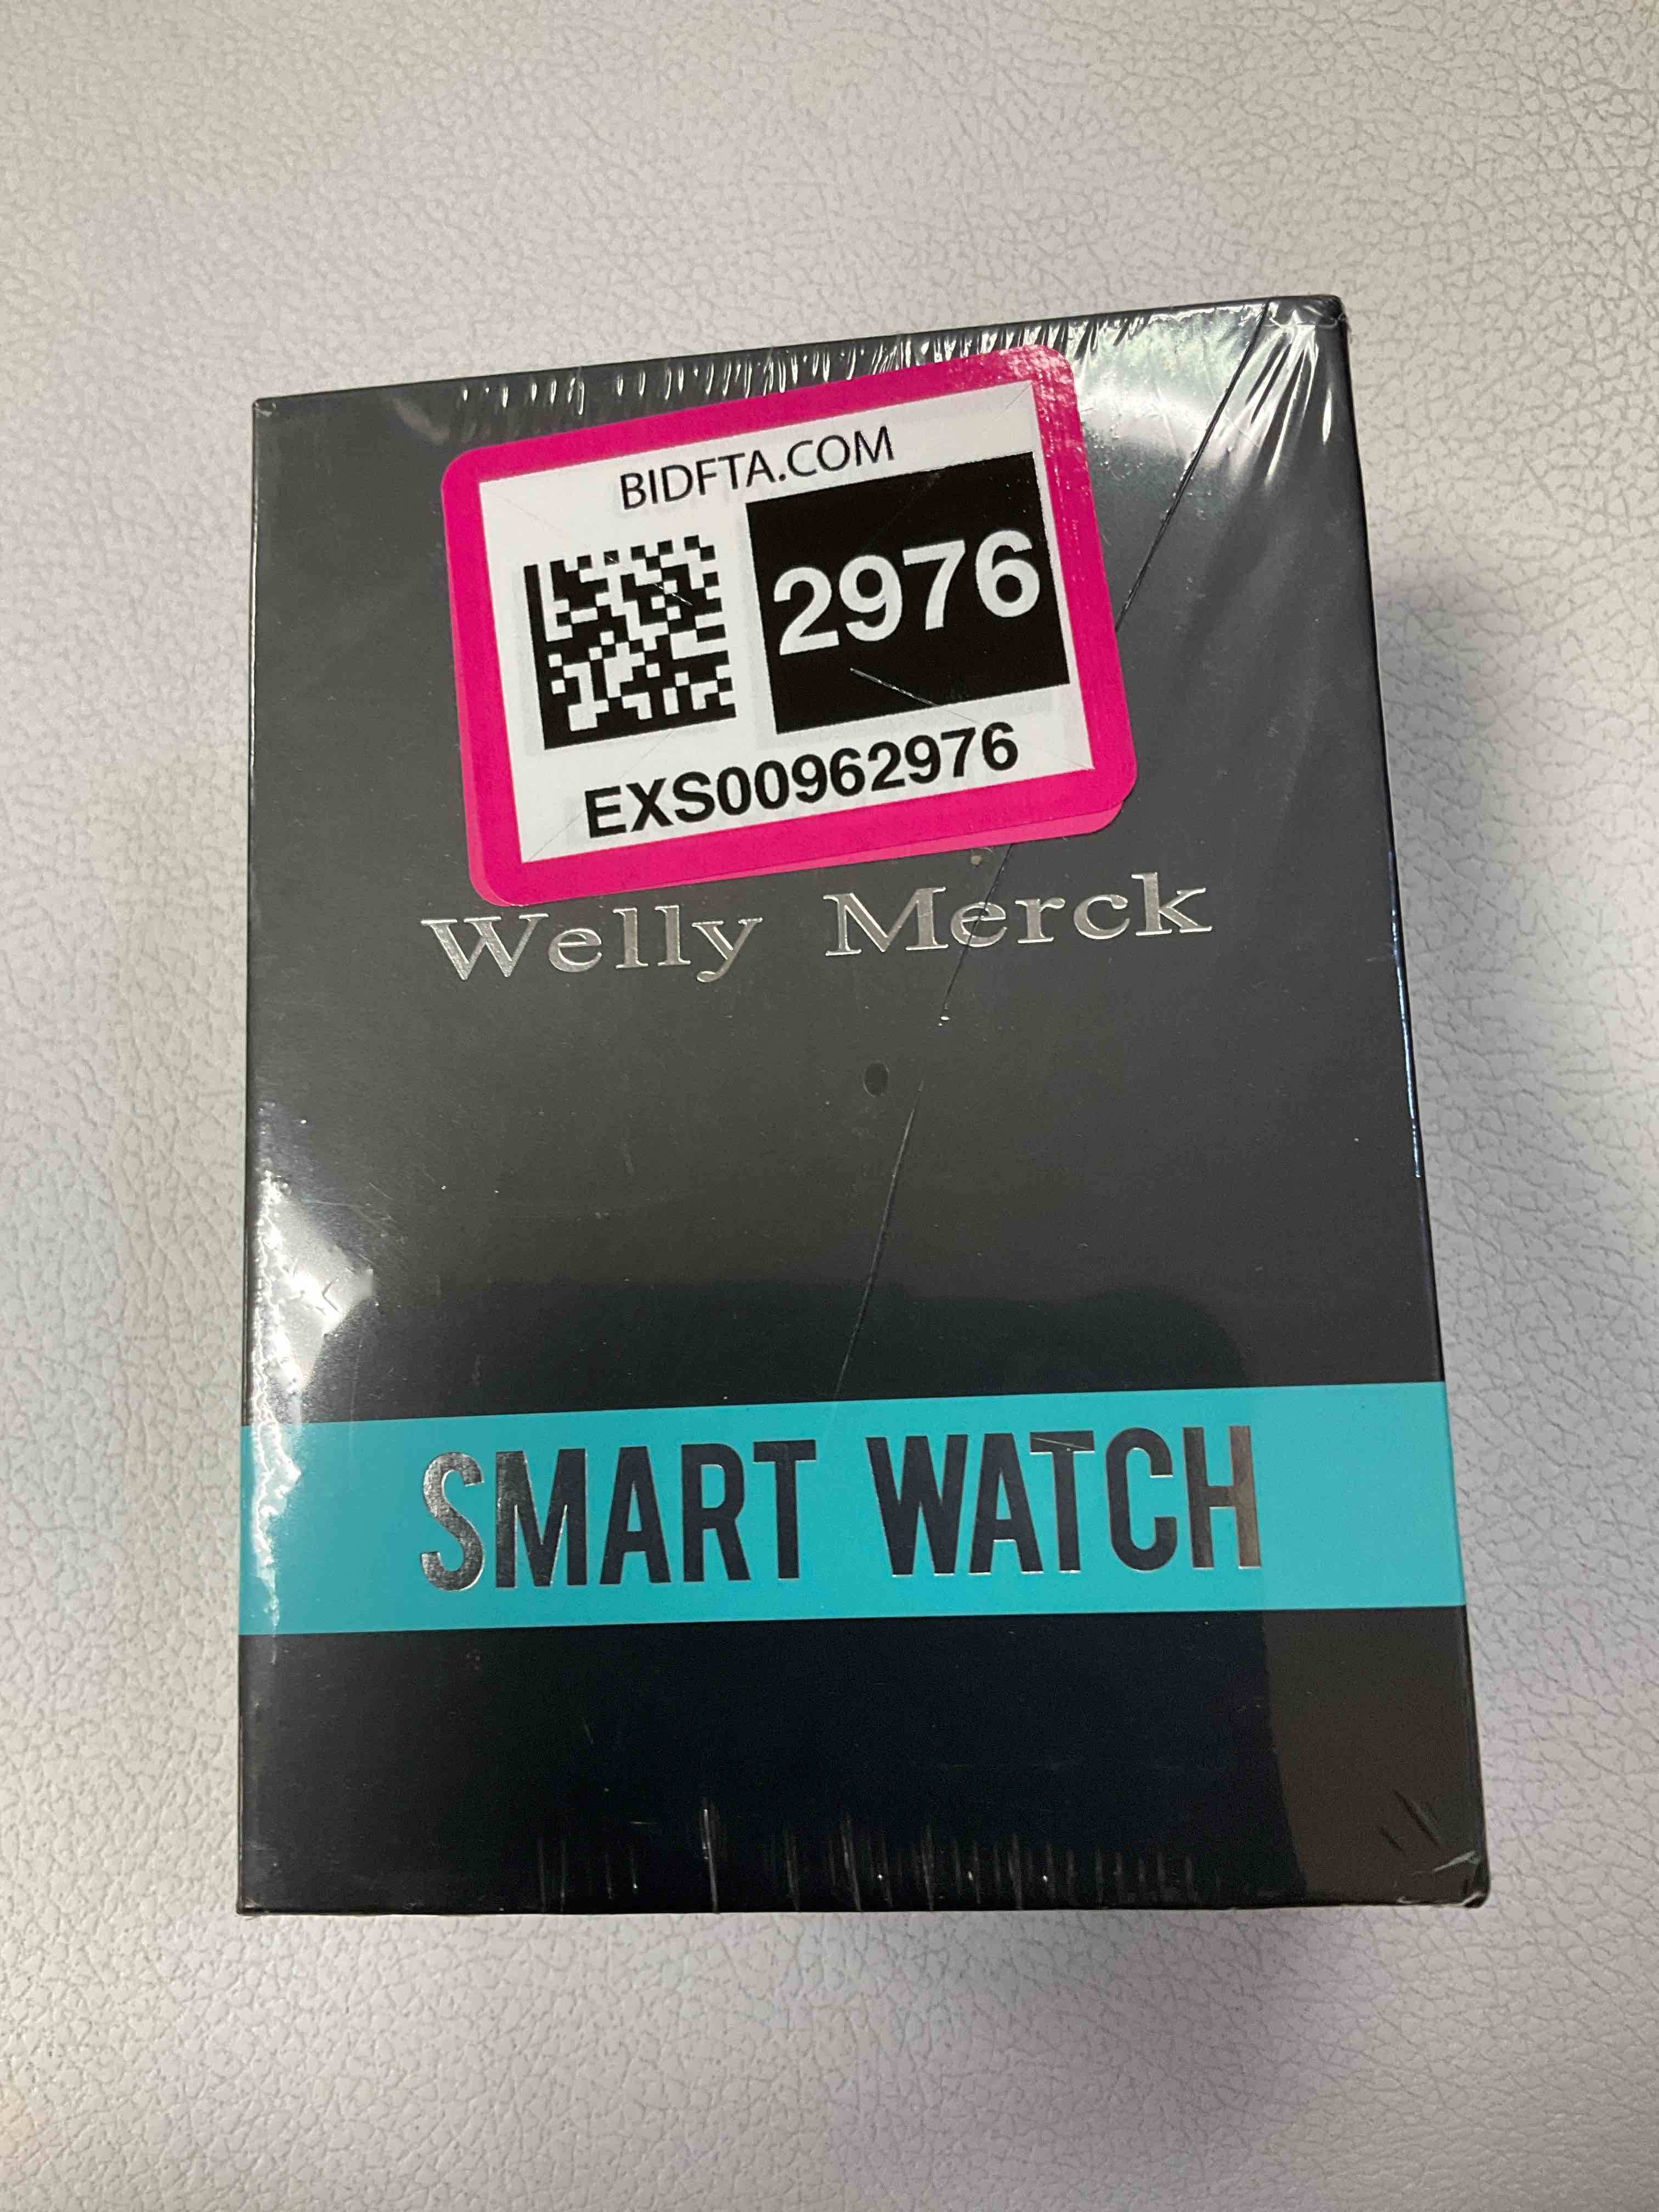 BIDFTA.COM
2976
EXS00962976
Welly Merck
SMART WATCH